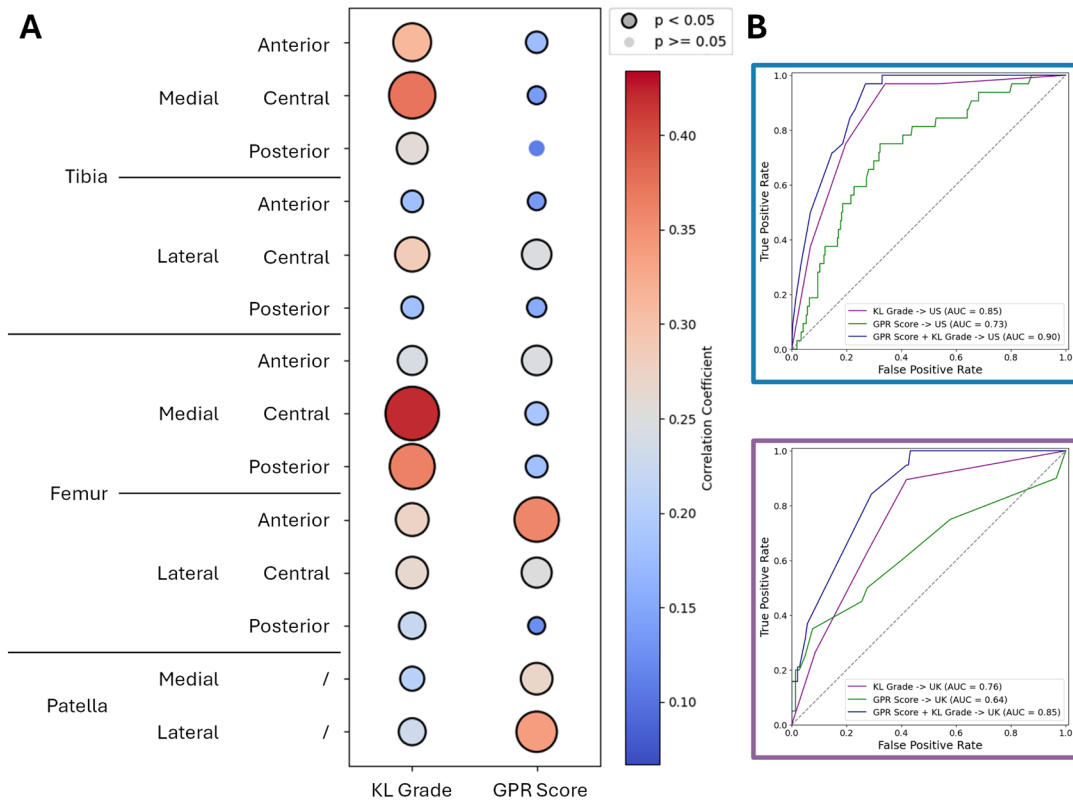 A
B
p < 0.05
p >= 0.05
Anterior
Medial Central
Posterior
Tibia
Anterior
Lateral Central
Posterior
Anterior
Medial Central
Posterior
Femur
Anterior
Lateral Central
Posterior
Medial /
Patella
Lateral /
KL Grade GPR Score
0.40
0.35
0.30
0.25
0.20
0.15
0.10
Correlation Coefficient
1.0
0.8
0.6
0.4
0.2
0.0
True Positive Rate
KL Grade -> US (AUC = 0.85)
GPR Score -> US (AUC = 0.73)
GPR Score + KL Grade -> US (AUC = 0.90)
0.0 0.2 0.4 0.6 0.8 1.0
False Positive Rate
1.0
0.8
0.6
0.4
0.2
0.0
True Positive Rate
KL Grade -> UK (AUC = 0.76)
GPR Score -> UK (AUC = 0.64)
GPR Score + KL Grade -> UK (AUC = 0.85)
0.0 0.2 0.4 0.6 0.8 1.0
False Positive Rate